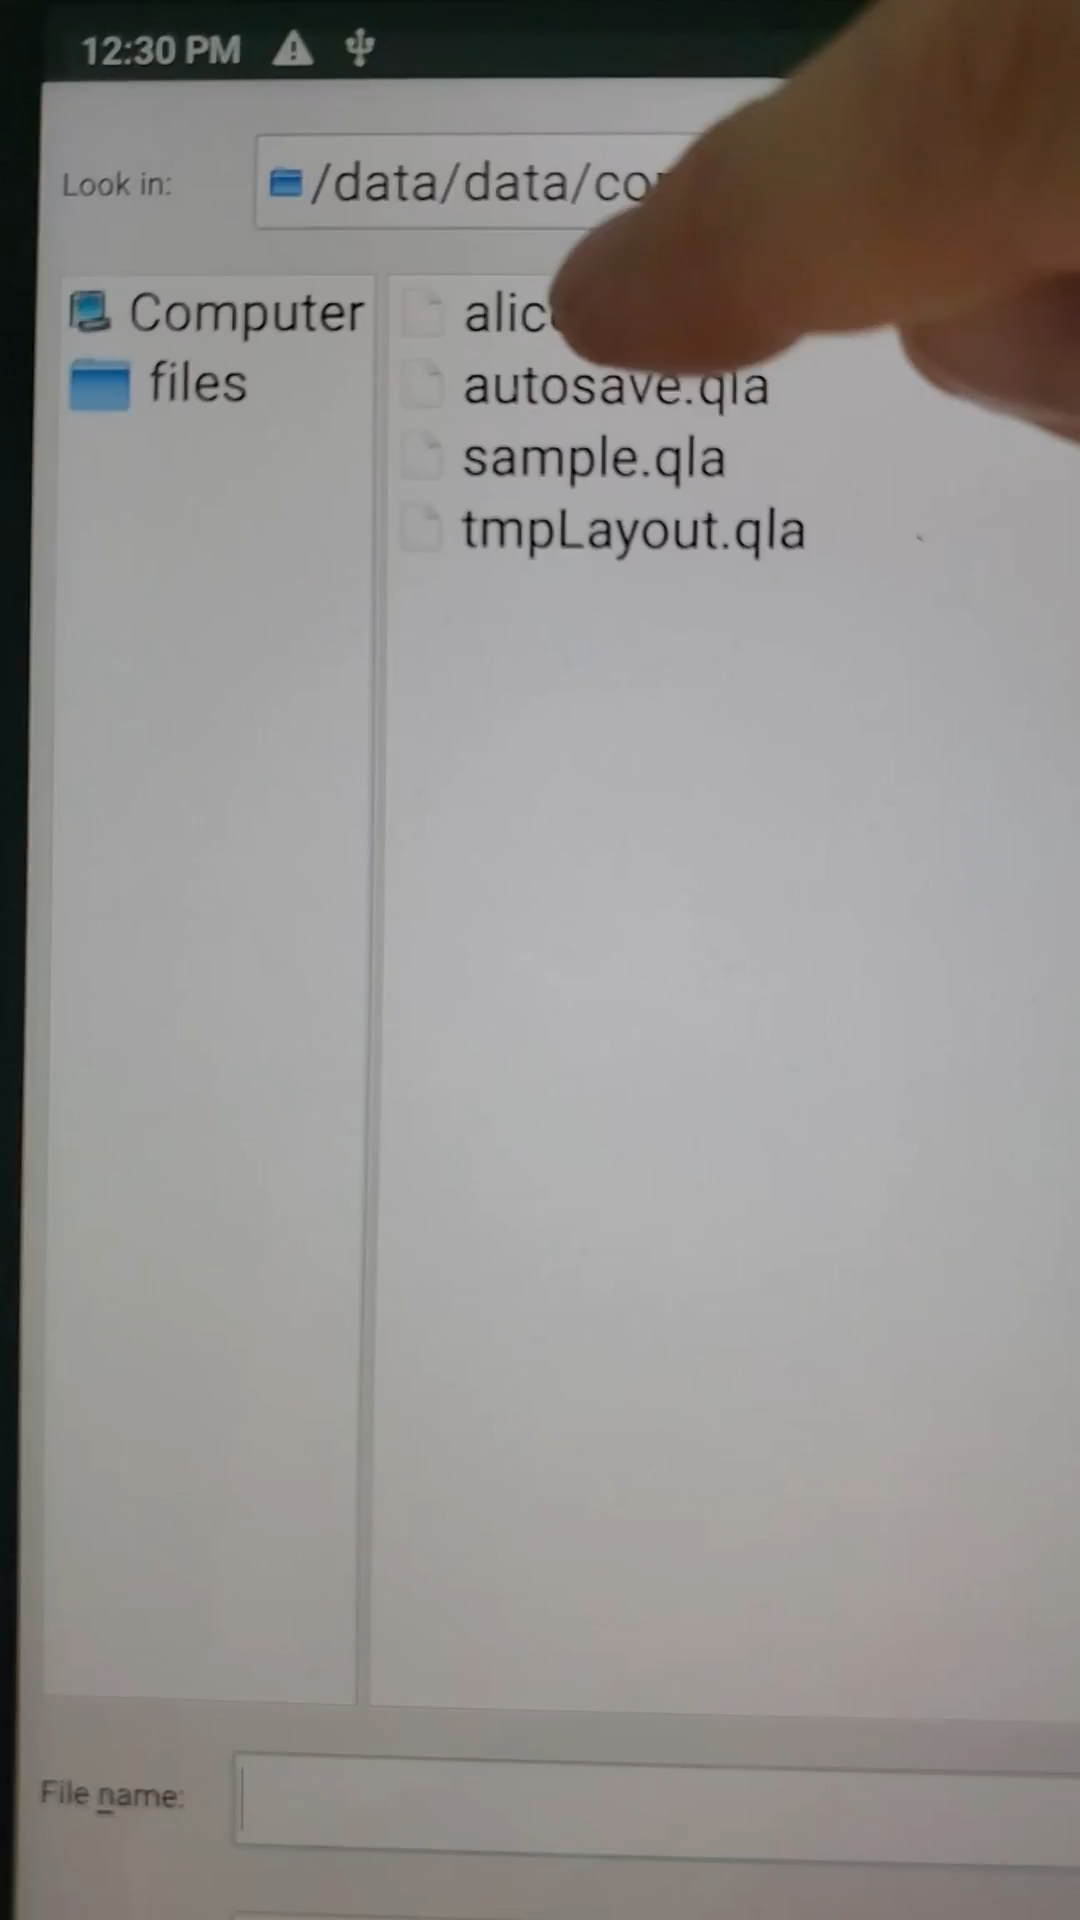 12:30 PM
Look in:
/data/data/co
Computer
files
alic
autosave.qla
sample.qla
tmpLayout.qla
File name: